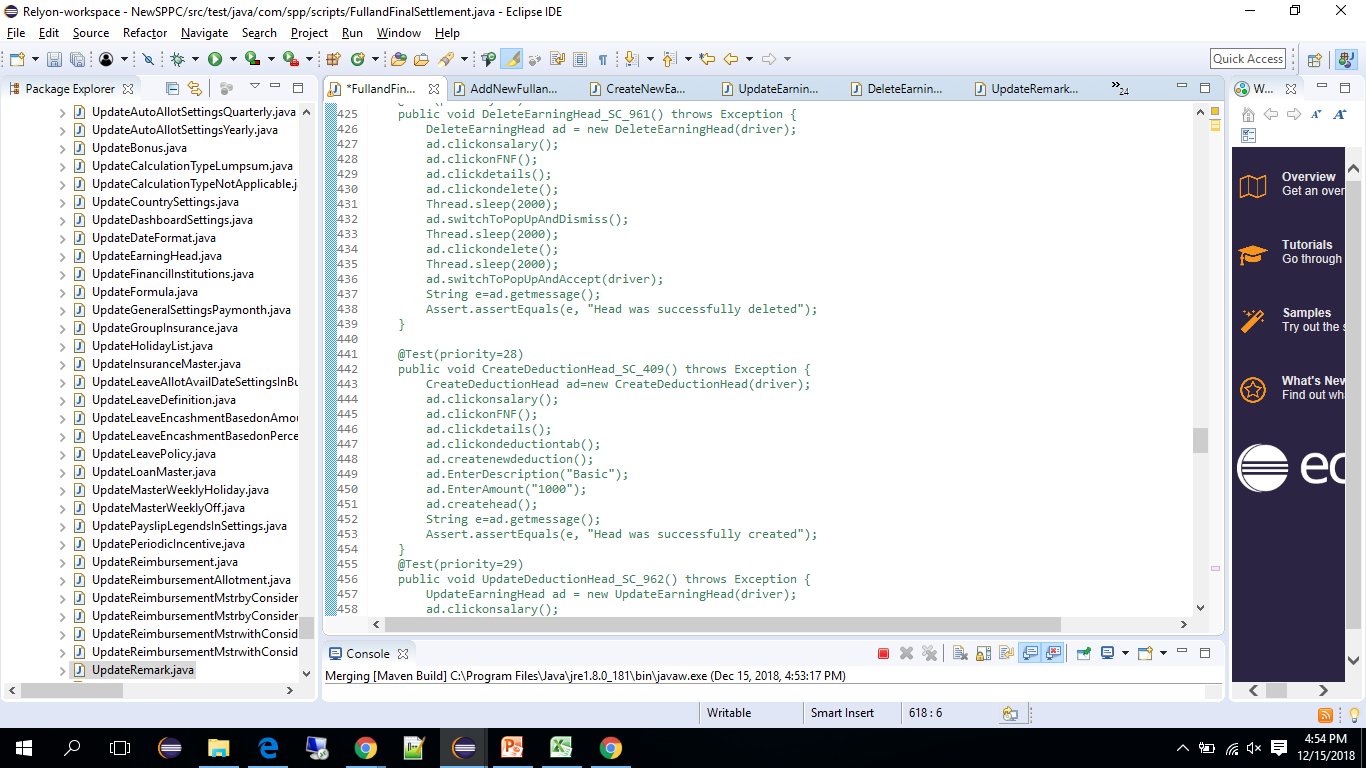 Relyon-workspace - NewSPPC/src/test/java/com/spp/scripts/FullandFinalSettlement.java - Eclipse IDE
File Edit Source Refactor Navigate Search Project Run Window Help
Quick Access
Package Explorer
*FullandFin... AddNewFullan... CreateNewEa... UpdateEarnin... DeleteEarnin... UpdateRemark... »24
W...
UpdateAutoAllotSettingsQuarterly.java
UpdateAutoAllotSettingsYearly.java
UpdateBonus.java
UpdateCalculationTypeLumpsum.java
UpdateCalculationTypeNotApplicable.j
UpdateCountrySettings.java
UpdateDashboardSettings.java
UpdateDateFormat.java
UpdateEarningHead.java
UpdateFinancilInstitutions.java
UpdateFormula.java
UpdateGeneralSettingsPaymonth.java
UpdateGroupInsurance.java
UpdateHolidayList.java
UpdateInsuranceMaster.java
UpdateLeaveAllotAvailDateSettingsInBu
UpdateLeaveDefinition.java
UpdateLeaveEncashmentBasedonAmou
UpdateLeaveEncashmentBasedonPerce
UpdateLeavePolicy.java
UpdateLoanMaster.java
UpdateMasterWeeklyHoliday.java
UpdateMasterWeeklyOff.java
UpdatePayslipLegendsInSettings.java
UpdatePeriodicIncentive.java
UpdateReimbursement.java
UpdateReimbursementAllotment.java
UpdateReimbursementMstrbyConsider
UpdateReimbursementMstrbyConsider
UpdateReimbursementMstrwithConsid
UpdateReimbursementMstrwithConsid
UpdateRemark.java
425 public void DeleteEarningHead_SC_961() throws Exception {
426 DeleteEarningHead ad = new DeleteEarningHead(driver);
427 ad.clickonsalary();
428 ad.clickonFNF();
429 ad.clickdetails();
430 ad.clickondelete();
431 Thread.sleep(2000);
432 ad.switchToPopUpAndDismiss();
433 Thread.sleep(2000);
434 ad.clickondelete();
435 Thread.sleep(2000);
436 ad.switchToPopUpAndAccept(driver);
437 String e=ad.getmessage();
438 Assert.assertEquals(e, "Head was successfully deleted");
439 }
440
441 @Test(priority=28)
442 public void CreateDeductionHead_SC_409() throws Exception {
443 CreateDeductionHead ad=new CreateDeductionHead(driver);
444 ad.clickonsalary();
445 ad.clickonFNF();
446 ad.clickdetails();
447 ad.clickondeductiontab();
448 ad.createnewdeduction();
449 ad.EnterDescription("Basic");
450 ad.EnterAmount("1000");
451 ad.createhead();
452 String e=ad.getmessage();
453 Assert.assertEquals(e, "Head was successfully created");
454 }
455 @Test(priority=29)
456 public void UpdateDeductionHead_SC_962() throws Exception {
457 UpdateEarningHead ad = new UpdateEarningHead(driver);
458 ad.clickonsalary();
Overview
Get an over
Tutorials
Go through
Samples
Try out the s
What's New
Find out wh
ec
Console
Merging [Maven Build] C:\Program Files\Java\jre1.8.0_181\bin\javaw.exe (Dec 15, 2018, 4:53:17 PM)
Writable Smart Insert 618 : 6
4:54 PM
12/15/2018